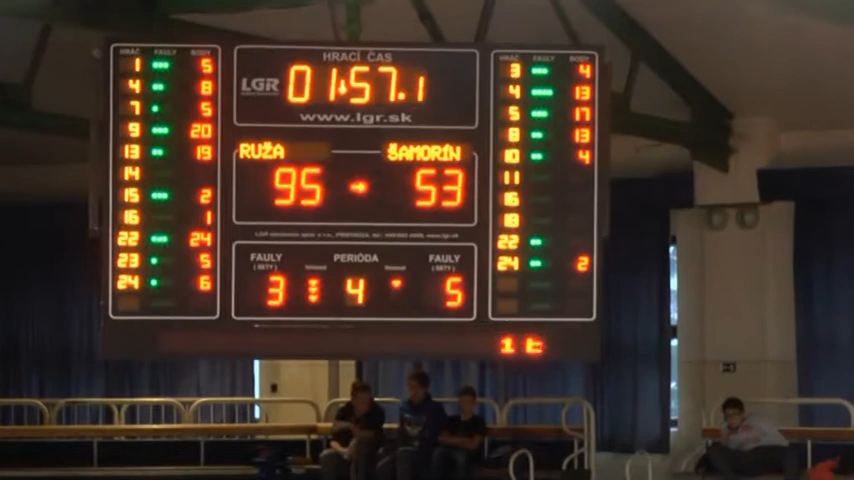 HRÁČ FAULY BODY
1 5
4 8
7 5
9 20
13 19
14
15 2
16 1
22 24
23 5
24 6
HRACÍ ČAS
LGR
01:57.1
www.lgr.sk
RUŽA ŠAMORÍN
95 53
FAULY PERIÓDA FAULY
(SETY) (SETY)
3 4 5
HRÁČ FAULY BODY
3 4
4 13
5 17
8 13
10 4
11
16
18
22
24 2
1 t